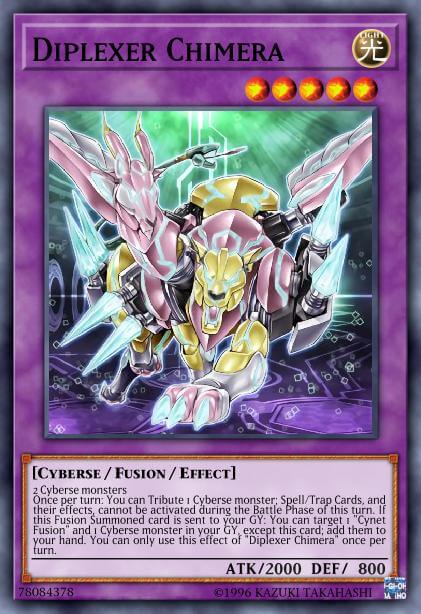 DIPLEXER CHIMERA
LIGHT
光
[CYBERSE / FUSION / EFFECT]
2 Cyberse monsters
Once per turn: You can Tribute 1 Cyberse monster; Spell/Trap Cards, and
their effects, cannot be activated during the Battle Phase of this turn. If
this Fusion Summoned card is sent to your GY: You can target 1 "Cynet
Fusion" and 1 Cyberse monster in your GY, except this card; add them to
your hand. You can only use this effect of "Diplexer Chimera" once per
turn.
ATK/2000 DEF/ 800
78084378 ©1996 KAZUKI TAKAHASHI